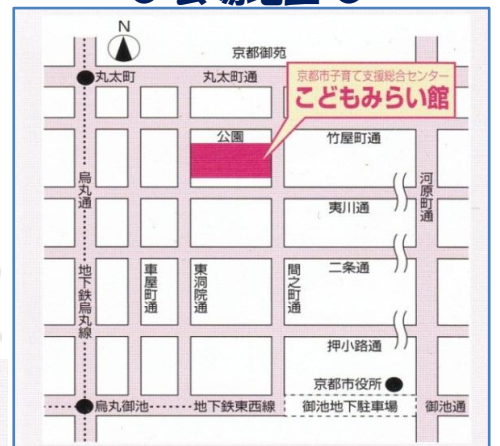 ● 会場地図 ●
N
京都御苑
丸太町
丸太町通
京都市子育て支援総合センター
こどもみらい館
公園
竹屋町通
烏丸通
河原町通
夷川通
二条通
地下鉄烏丸線
車屋町通
東洞院通
間之町通
押小路通
京都市役所
烏丸御池
地下鉄東西線
御池地下駐車場
御池通